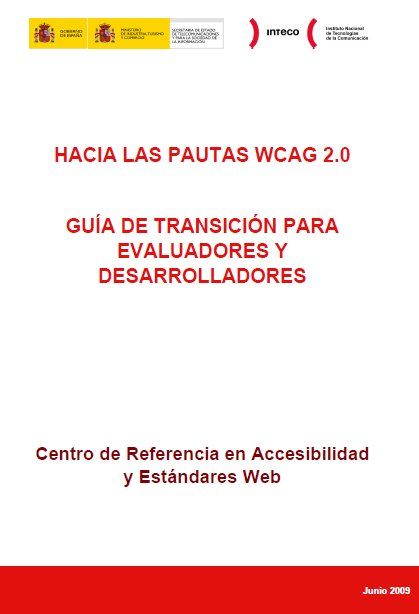 GOBIERNO
DE ESPAÑA
MINISTERIO
DE INDUSTRIA, TURISMO
Y COMERCIO
SECRETARÍA DE ESTADO
DE TELECOMUNICACIONES
Y PARA LA SOCIEDAD DE
LA INFORMACIÓN
inteco
Instituto Nacional
de Tecnologías
de la Comunicación
HACIA LAS PAUTAS WCAG 2.0
GUÍA DE TRANSICIÓN PARA
EVALUADORES Y
DESARROLLADORES
Centro de Referencia en Accesibilidad
y Estándares Web
Junio 2009